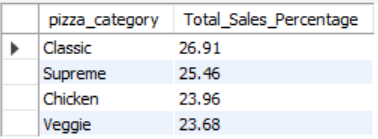 pizza_category Total_Sales_Percentage
Classic 26.91
Supreme 25.46
Chicken 23.96
Veggie 23.68